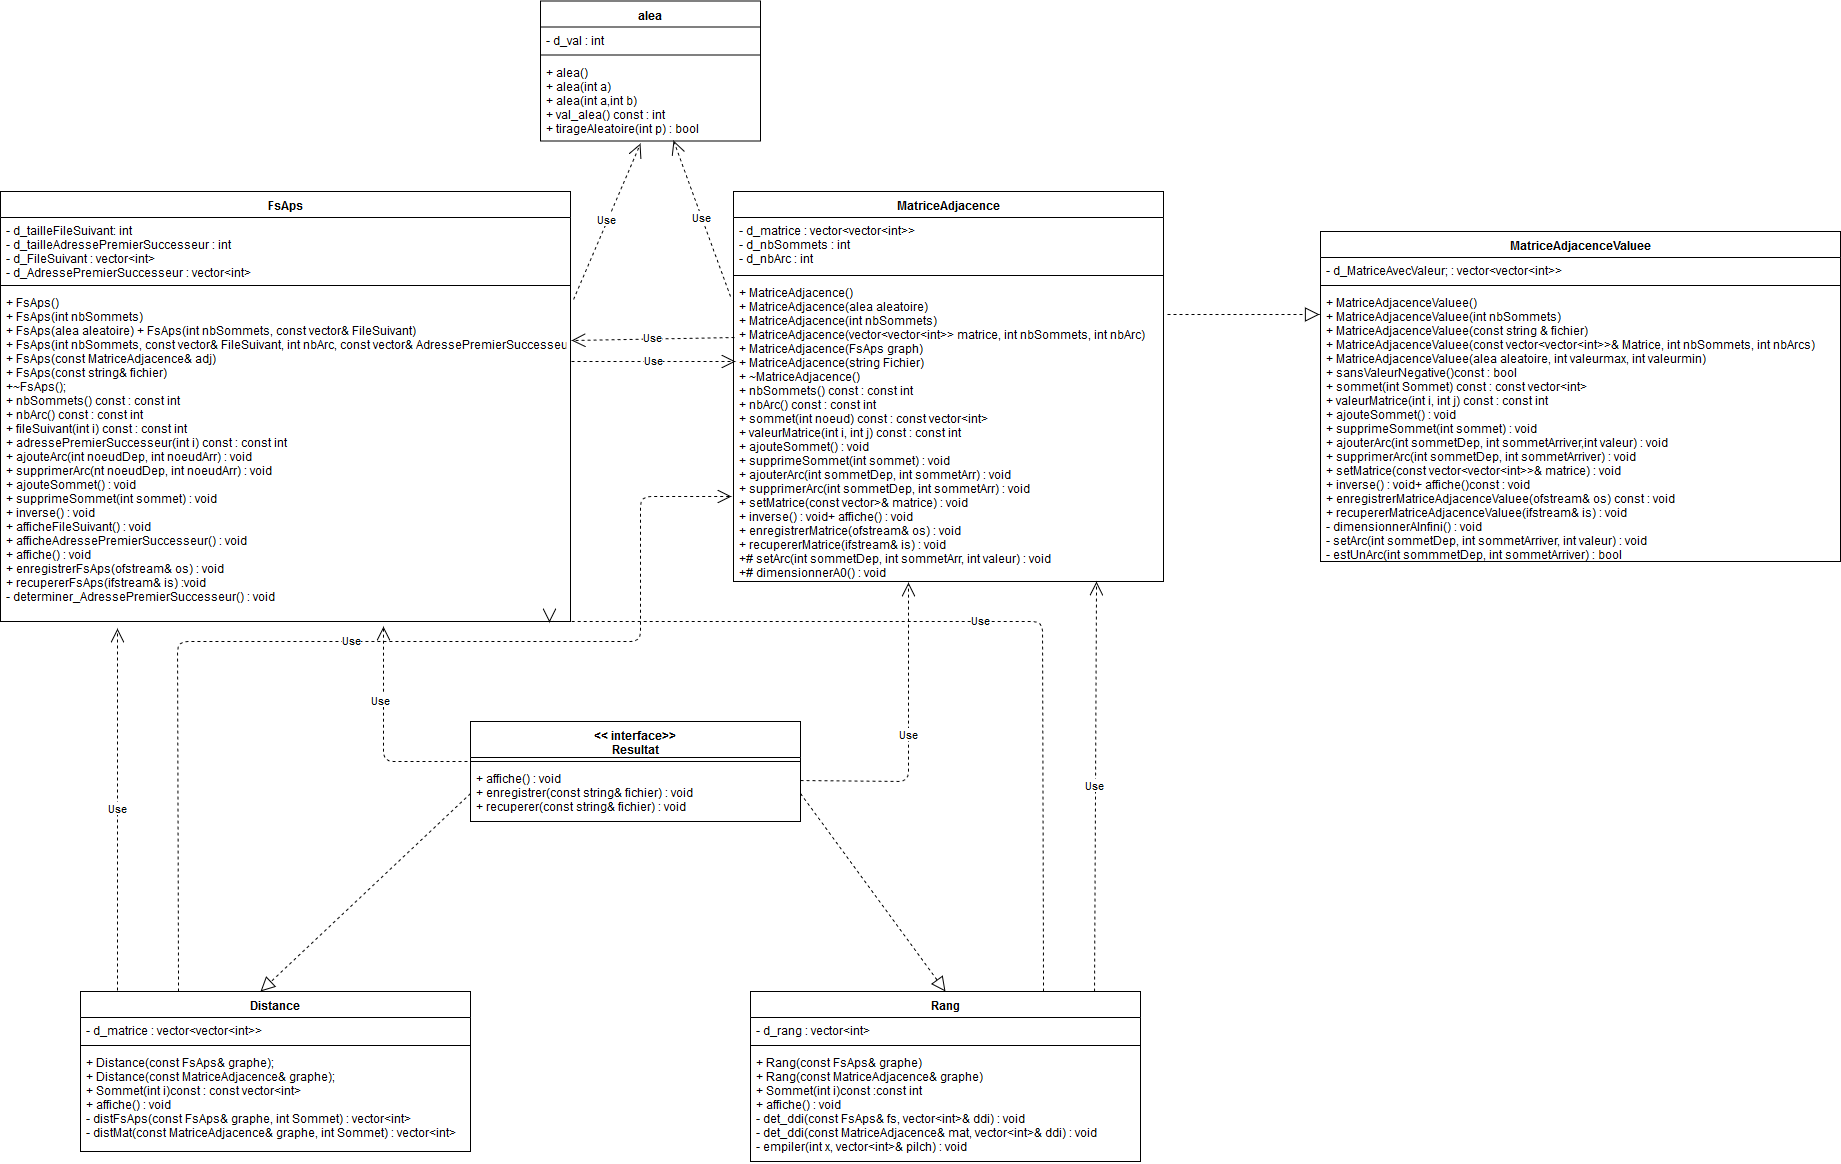 alea
- d_val : int
+ alea()
+ alea(int a)
+ alea(int a,int b)
+ val_alea() const : int
+ tirageAleatoire(int p) : bool
FsAps
- d_tailleFileSuivant: int
- d_tailleAdressePremierSuccesseur : int
- d_FileSuivant : vector<int>
- d_AdressePremierSuccesseur : vector<int>
+ FsAps()
+ FsAps(int nbSommets)
+ FsAps(alea aleatoire) + FsAps(int nbSommets, const vector& FileSuivant)
+ FsAps(int nbSommets, const vector& FileSuivant, int nbArc, const vector& AdressePremierSuccesseu
+ FsAps(const MatriceAdjacence& adj)
+ FsAps(const string& fichier)
+~FsAps();
+ nbSommets() const : const int
+ nbArc() const : const int
+ fileSuivant(int i) const : const int
+ adressePremierSuccesseur(int i) const : const int
+ ajouteArc(int noeudDep, int noeudArr) : void
+ supprimerArc(nt noeudDep, int noeudArr) : void
+ ajouteSommet() : void
+ supprimeSommet(int sommet) : void
+ inverse() : void
+ afficheFileSuivant() : void
+ afficheAdressePremierSuccesseur() : void
+ affiche() : void
+ enregistrerFsAps(ofstream& os) : void
+ recupererFsAps(ifstream& is) :void
- determiner_AdressePremierSuccesseur() : void
Use
Use
Use
Use
MatriceAdjacence
- d_matrice : vector<vector<int>>
- d_nbSommets : int
- d_nbArc : int
+ MatriceAdjacence()
+ MatriceAdjacence(alea aleatoire)
+ MatriceAdjacence(int nbSommets)
+ MatriceAdjacence(vector<vector<int>> matrice, int nbSommets, int nbArc)
+ MatriceAdjacence(FsAps graph)
+ MatriceAdjacence(string Fichier)
+ ~MatriceAdjacence()
+ nbSommets() const : const int
+ nbArc() const : const int
+ sommet(int noeud) const : const vector<int>
+ valeurMatrice(int i, int j) const : const int
+ ajouteSommet() : void
+ supprimeSommet(int sommet) : void
+ ajouterArc(int sommetDep, int sommetArr) : void
+ supprimerArc(int sommetDep, int sommetArr) : void
+ setMatrice(const vector>& matrice) : void
+ inverse() : void+ affiche() : void
+ enregistrerMatrice(ofstream& os) : void
+ recupererMatrice(ifstream& is) : void
+# setArc(int sommetDep, int sommetArr, int valeur) : void
+# dimensionnerA0() : void
MatriceAdjacenceValuee
- d_MatriceAvecValeur; : vector<vector<int>>
+ MatriceAdjacenceValuee()
+ MatriceAdjacenceValuee(int nbSommets)
+ MatriceAdjacenceValuee(const string & fichier)
+ MatriceAdjacenceValuee(const vector<vector<int>>& Matrice, int nbSommets, int nbArcs)
+ MatriceAdjacenceValuee(alea aleatoire, int valeurmax, int valeurmin)
+ sansValeurNegative()const : bool
+ sommet(int Sommet) const : const vector<int>
+ valeurMatrice(int i, int j) const : const int
+ ajouteSommet() : void
+ supprimeSommet(int sommet) : void
+ ajouterArc(int sommetDep, int sommetArriver,int valeur) : void
+ supprimerArc(int sommetDep, int sommetArriver) : void
+ setMatrice(const vector<vector<int>>& matrice) : void
+ inverse() : void+ affiche()const : void
+ enregistrerMatriceAdjacenceValuee(ofstream& os) const : void
+ recupererMatriceAdjacenceValuee(ifstream& is) : void
- dimensionnerAInfini() : void
- setArc(int sommetDep, int sommetArriver, int valeur) : void
- estUnArc(int sommmetDep, int sommetArriver) : bool
Use
Use
Use
Use
Use
Use
<< interface>>
Resultat
+ affiche() : void
+ enregistrer(const string& fichier) : void
+ recuperer(const string& fichier) : void
Distance
- d_matrice : vector<vector<int>>
+ Distance(const FsAps& graphe);
+ Distance(const MatriceAdjacence& graphe);
+ Sommet(int i)const : const vector<int>
+ affiche() : void
- distFsAps(const FsAps& graphe, int Sommet) : vector<int>
- distMat(const MatriceAdjacence& graphe, int Sommet) : vector<int>
Rang
- d_rang : vector<int>
+ Rang(const FsAps& graphe)
+ Rang(const MatriceAdjacence& graphe)
+ Sommet(int i)const :const int
+ affiche() : void
- det_ddi(const FsAps& fs, vector<int>& ddi) : void
- det_ddi(const MatriceAdjacence& mat, vector<int>& ddi) : void
- empiler(int x, vector<int>& pilch) : void